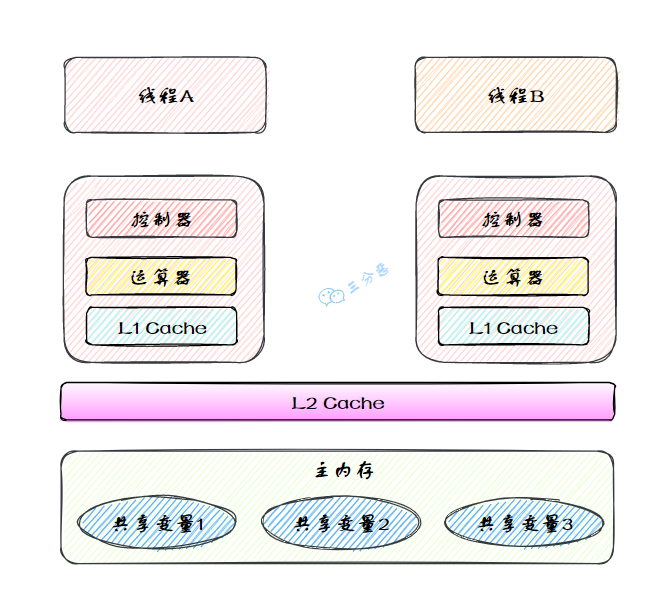 线程A
线程B
控制器
运算器
L1 Cache
控制器
运算器
L1 Cache
三分恶
L2 Cache
主内存
共享变量1
共享变量2
共享变量3